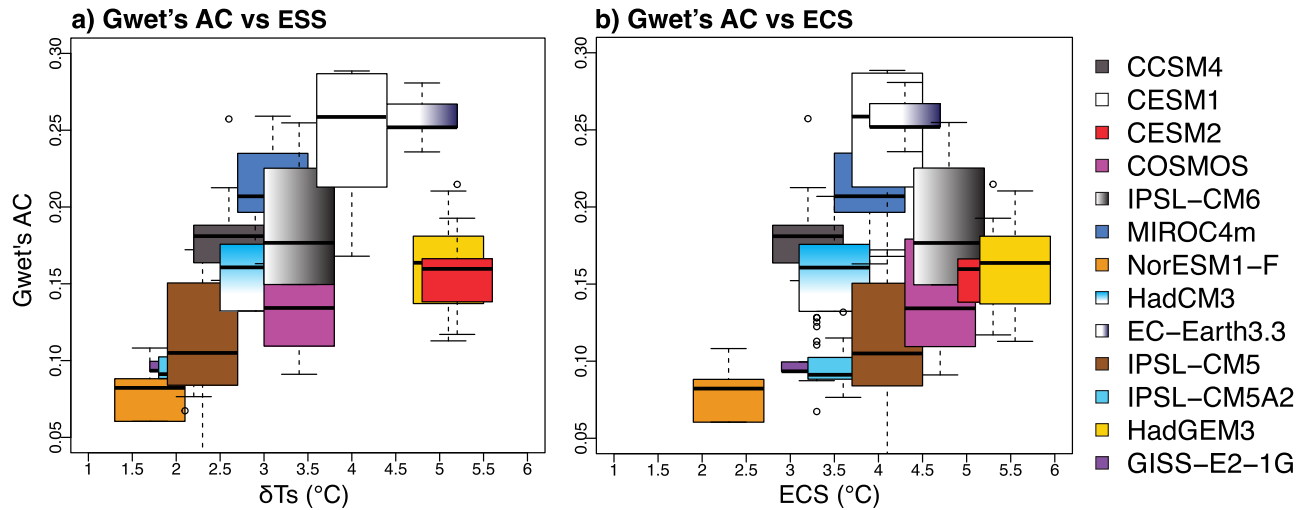 a) Gwet's AC vs ESS
b) Gwet's AC vs ECS
Gwet's AC
0.30
0.25
0.20
0.15
0.10
0.05
1 1.5 2 2.5 3 3.5 4 4.5 5 5.5 6
δTs (°C)
0.30
0.25
0.20
0.15
0.10
0.05
1 1.5 2 2.5 3 3.5 4 4.5 5 5.5 6
ECS (°C)
CCSM4
CESM1
CESM2
COSMOS
IPSL−CM6
MIROC4m
NorESM1−F
HadCM3
EC−Earth3.3
IPSL−CM5
IPSL−CM5A2
HadGEM3
GISS−E2−1G